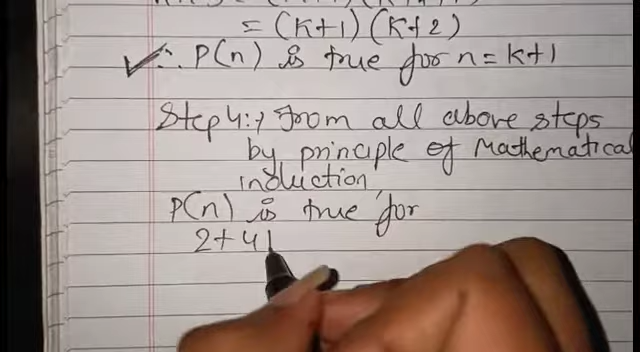 = (k+1) (k+2)
∴ P(n) is true for n = k+1
Step 4:→ From all above steps
by principle of Mathematical
induction,
P(n) is true for
2+4